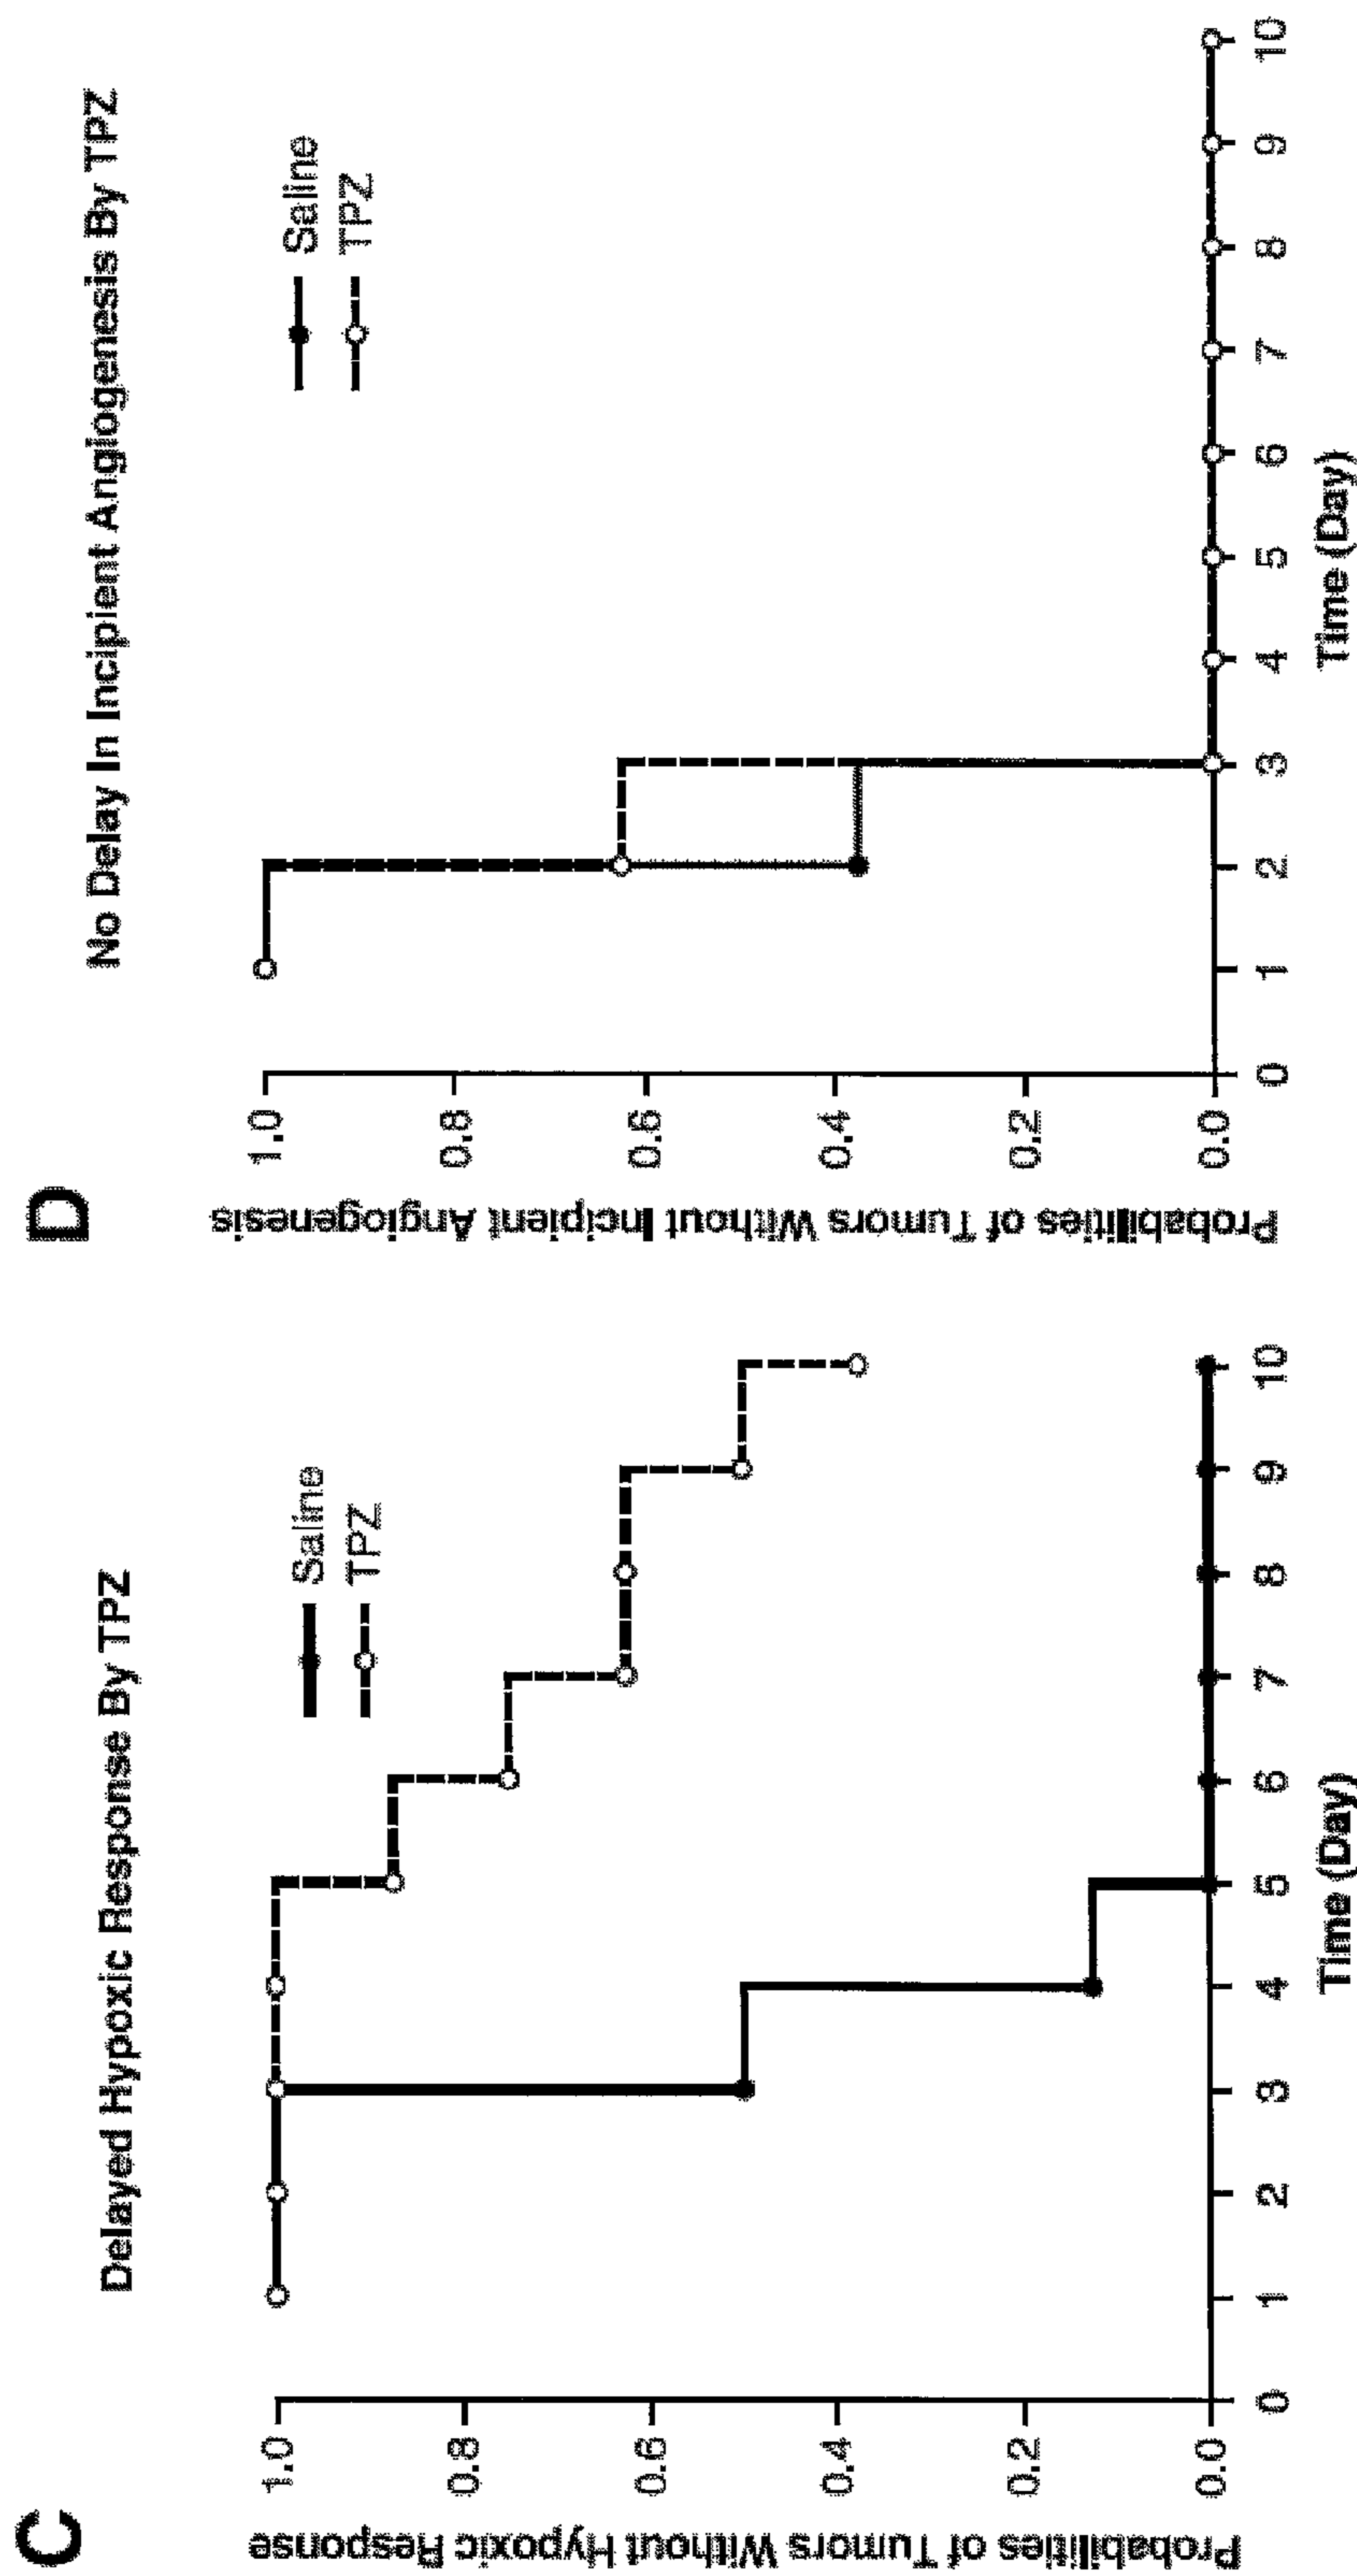 C
Delayed Hypoxic Response By TPZ
Saline
TPZ
Probabilities of Tumors Without Hypoxic Response
1.0
0.8
0.6
0.4
0.2
0.0
0 1 2 3 4 5 6 7 8 9 10
Time (Day)
D
No Delay In Incipient Angiogenesis By TPZ
Saline
TPZ
Probabilities of Tumors Without Incipient Angiogenesis
1.0
0.8
0.6
0.4
0.2
0.0
0 1 2 3 4 5 6 7 8 9 10
Time (Day)